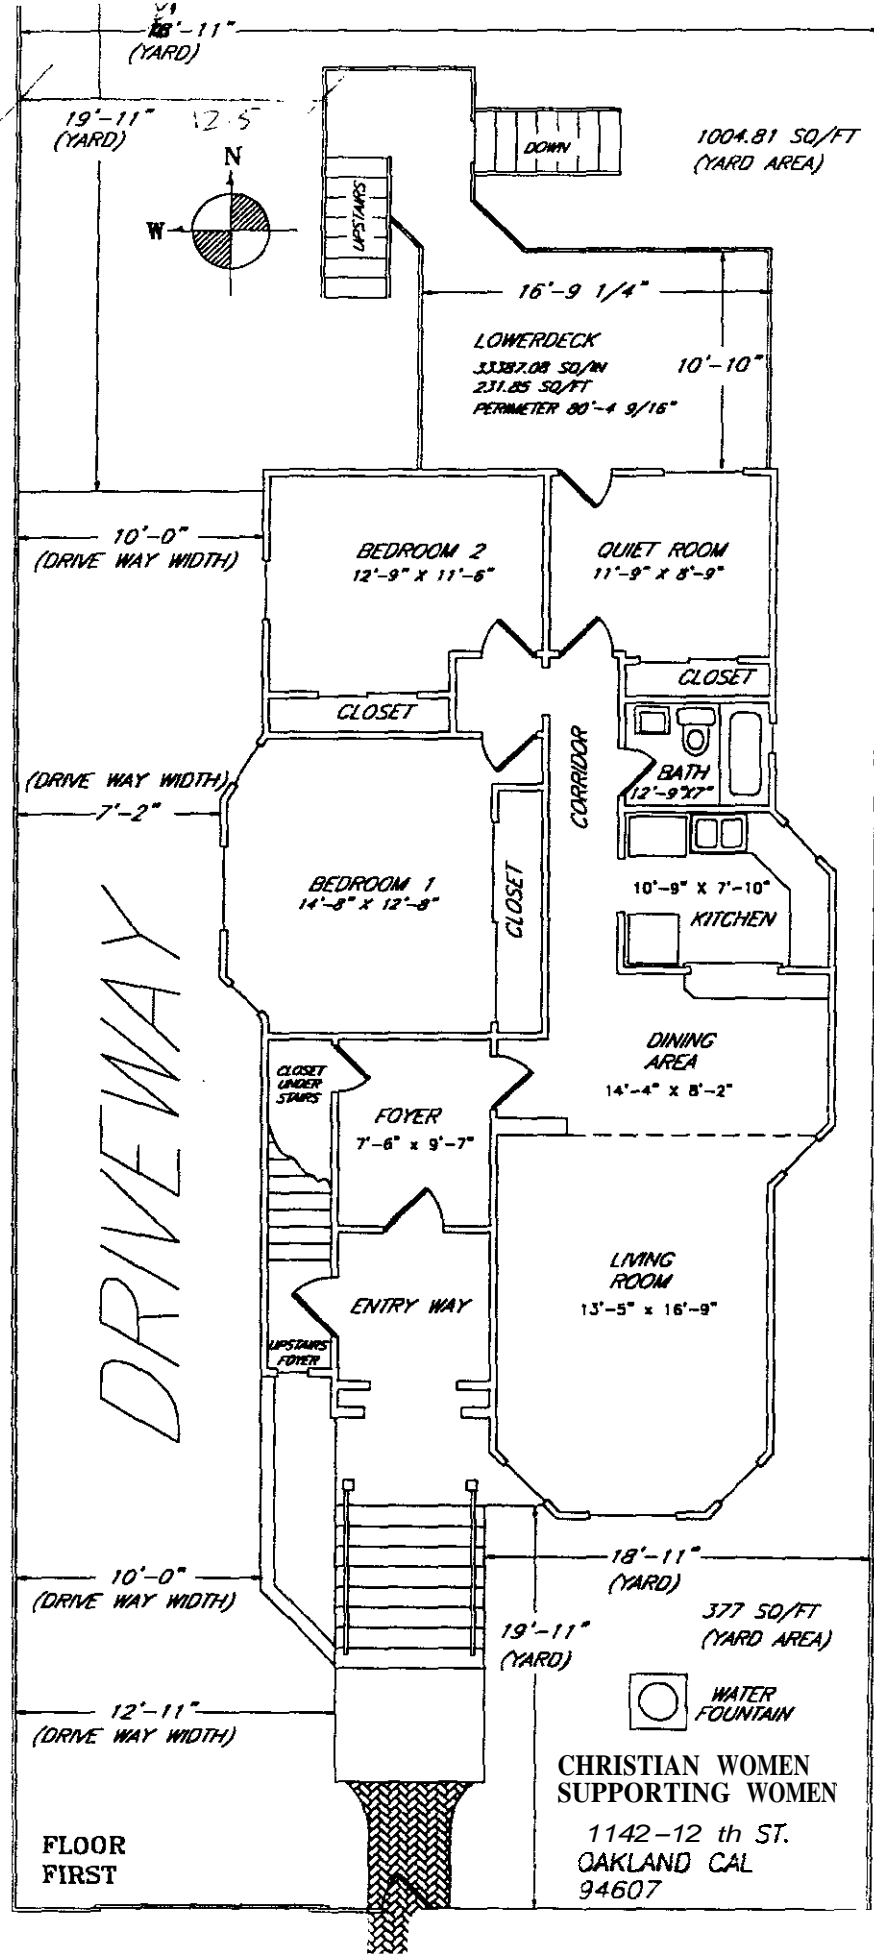 18'-11"
(YARD)
19'-11"
(YARD)
12.5
N
W
UPSTAIRS
DOWN
1004.81 SQ/FT
(YARD AREA)
16'-9 1/4"
LOWERDECK
33387.08 SQ/IN
231.85 SQ/FT
PERIMETER 80'-4 9/16"
10'-10"
10'-0"
(DRIVE WAY WIDTH)
BEDROOM 2
12'-9" X 11'-6"
QUIET ROOM
11'-9" X 8'-9"
CLOSET
CLOSET
(DRIVE WAY WIDTH)
7'-2"
CORRIDOR
BATH
12'-9"X7"
BEDROOM 1
14'-8" X 12'-8"
CLOSET
10'-9" X 7'-10"
KITCHEN
DRIVEWAY
CLOSET
UNDER
STAIRS
FOYER
7'-6" x 9'-7"
DINING
AREA
14'-4" X 8'-2"
ENTRY WAY
LIVING
ROOM
13'-5" x 16'-9"
UPSTAIRS
FOYER
10'-0"
(DRIVE WAY WIDTH)
18'-11"
(YARD)
19'-11"
(YARD)
377 SQ/FT
(YARD AREA)
12'-11"
(DRIVE WAY WIDTH)
WATER
FOUNTAIN
CHRISTIAN WOMEN
SUPPORTING WOMEN
1142-12 th ST.
OAKLAND CAL
94607
FLOOR
FIRST